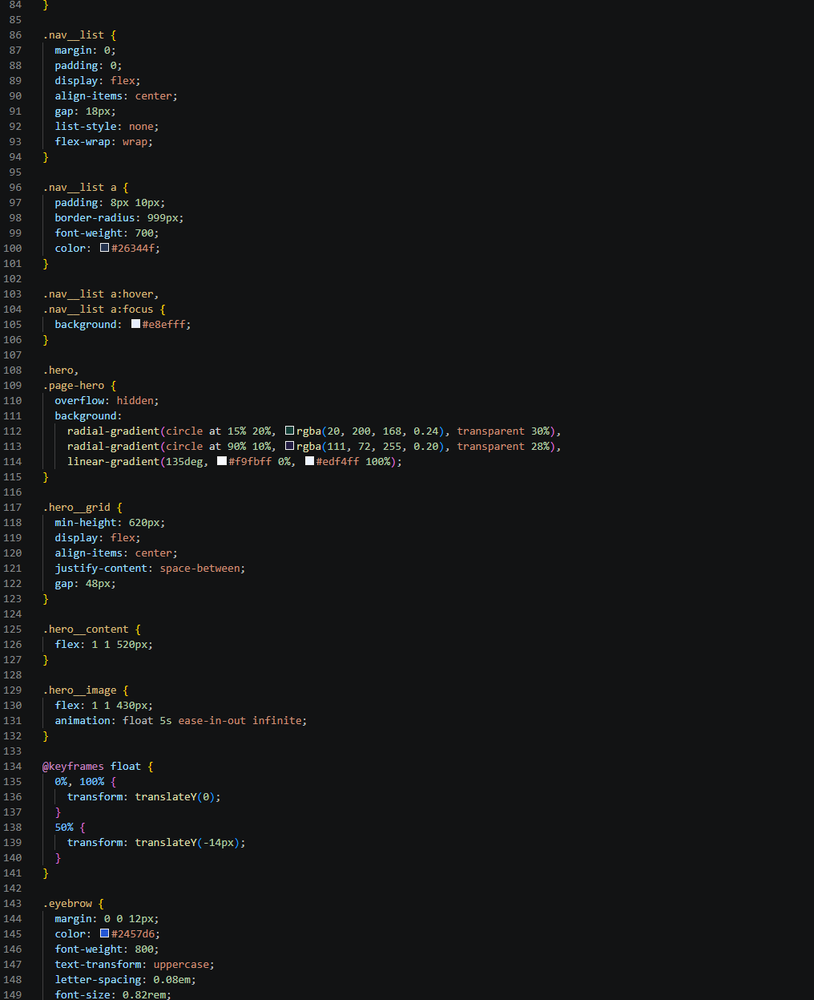 84 }
85
86 .nav__list {
87 margin: 0;
88 padding: 0;
89 display: flex;
90 align-items: center;
91 gap: 18px;
92 list-style: none;
93 flex-wrap: wrap;
94 }
95
96 .nav__list a {
97 padding: 8px 10px;
98 border-radius: 999px;
99 font-weight: 700;
100 color: #26344f;
101 }
102
103 .nav__list a:hover,
104 .nav__list a:focus {
105 background: #e8efff;
106 }
107
108 .hero,
109 .page-hero {
110 overflow: hidden;
111 background:
112 radial-gradient(circle at 15% 20%, rgba(20, 200, 168, 0.24), transparent 30%),
113 radial-gradient(circle at 90% 10%, rgba(111, 72, 255, 0.20), transparent 28%),
114 linear-gradient(135deg, #f9fbff 0%, #edf4ff 100%);
115 }
116
117 .hero__grid {
118 min-height: 620px;
119 display: flex;
120 align-items: center;
121 justify-content: space-between;
122 gap: 48px;
123 }
124
125 .hero__content {
126 flex: 1 1 520px;
127 }
128
129 .hero__image {
130 flex: 1 1 430px;
131 animation: float 5s ease-in-out infinite;
132 }
133
134 @keyframes float {
135 0%, 100% {
136 transform: translateY(0);
137 }
138 50% {
139 transform: translateY(-14px);
140 }
141 }
142
143 .eyebrow {
144 margin: 0 0 12px;
145 color: #2457d6;
146 font-weight: 800;
147 text-transform: uppercase;
148 letter-spacing: 0.08em;
149 font-size: 0.82rem;